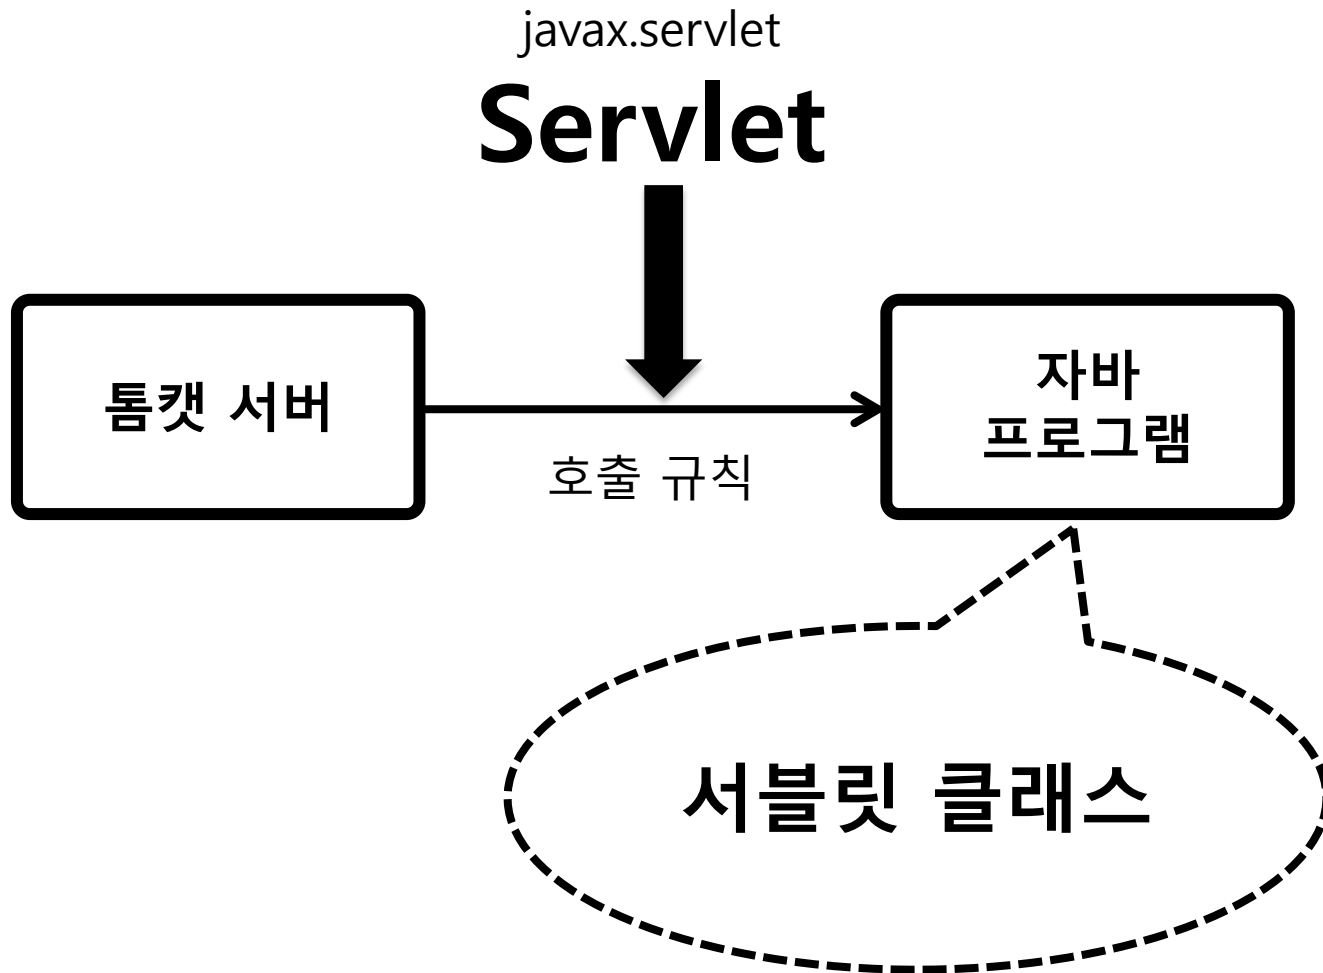 javax.servlet
Servlet
톰캣 서버
호출 규칙
자바
프로그램
서블릿 클래스